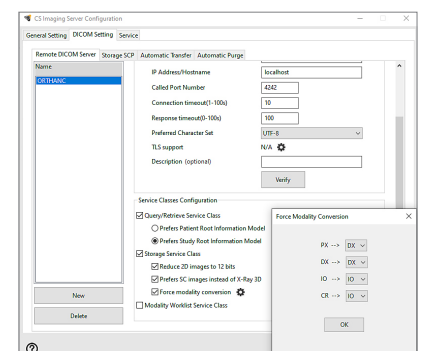 CS Imaging Server Configuration
General Setting DICOM Setting Service
Remote DICOM Server Storage SCP Automatic Transfer Automatic Purge
Name
ORTHANC
New
Delete
IP Address/Hostname localhost
Called Port Number 4242
Connection timeout(1-100s) 10
Response timeout(0-100s) 100
Preferred Character Set UTF-8
TLS support N/A
Description (optional)
Verify
Service Classes Configuration
Query/Retrieve Service Class
Prefers Patient Root Information Model
Prefers Study Root Information Model
Storage Service Class
Reduce 2D images to 12 bits
Prefers SC images instead of X-Ray 3D
Force modality conversion
Modality Worklist Service Class
Force Modality Conversion
PX --> DX
DX --> DX
IO --> IO
CR --> IO
OK